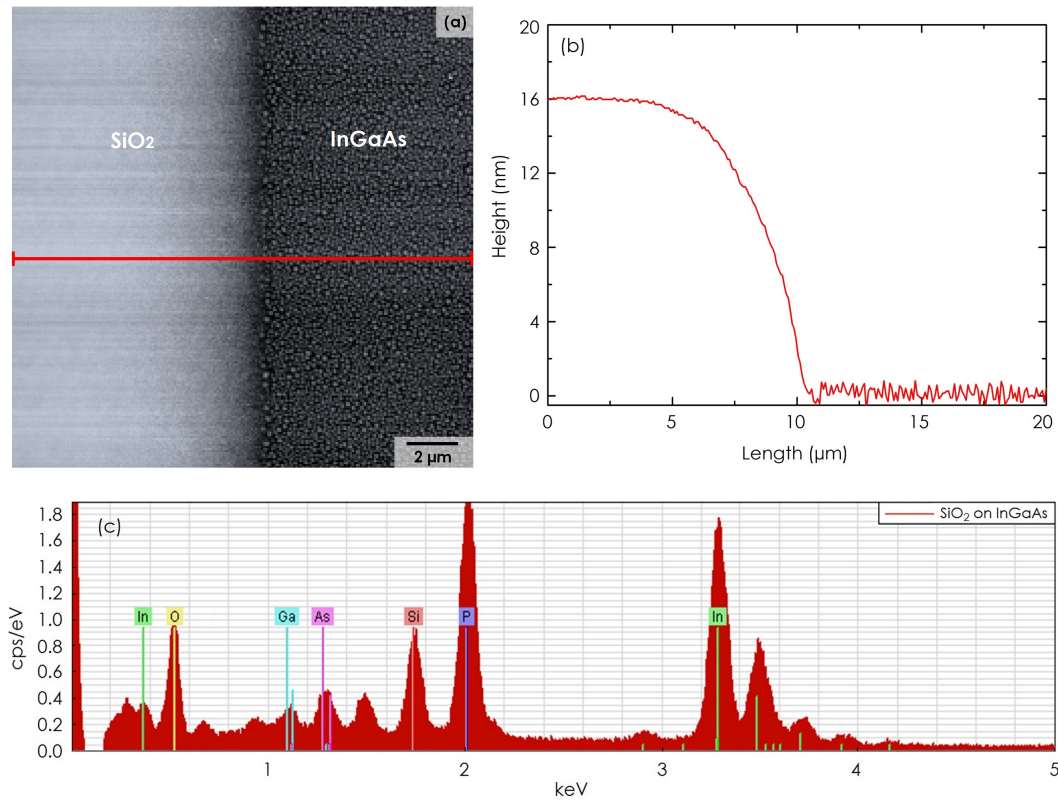 (a)
SiO2
InGaAs
2 μm
(b)
20
16
12
8
4
0
Height (nm)
0
5
10
15
20
Length (μm)
(c)
SiO2 on InGaAs
1.8
1.6
1.4
1.2
1.0
0.8
0.6
0.4
0.2
0.0
cps/eV
In
O
Ga
As
Si
P
In
1
2
3
4
5
keV